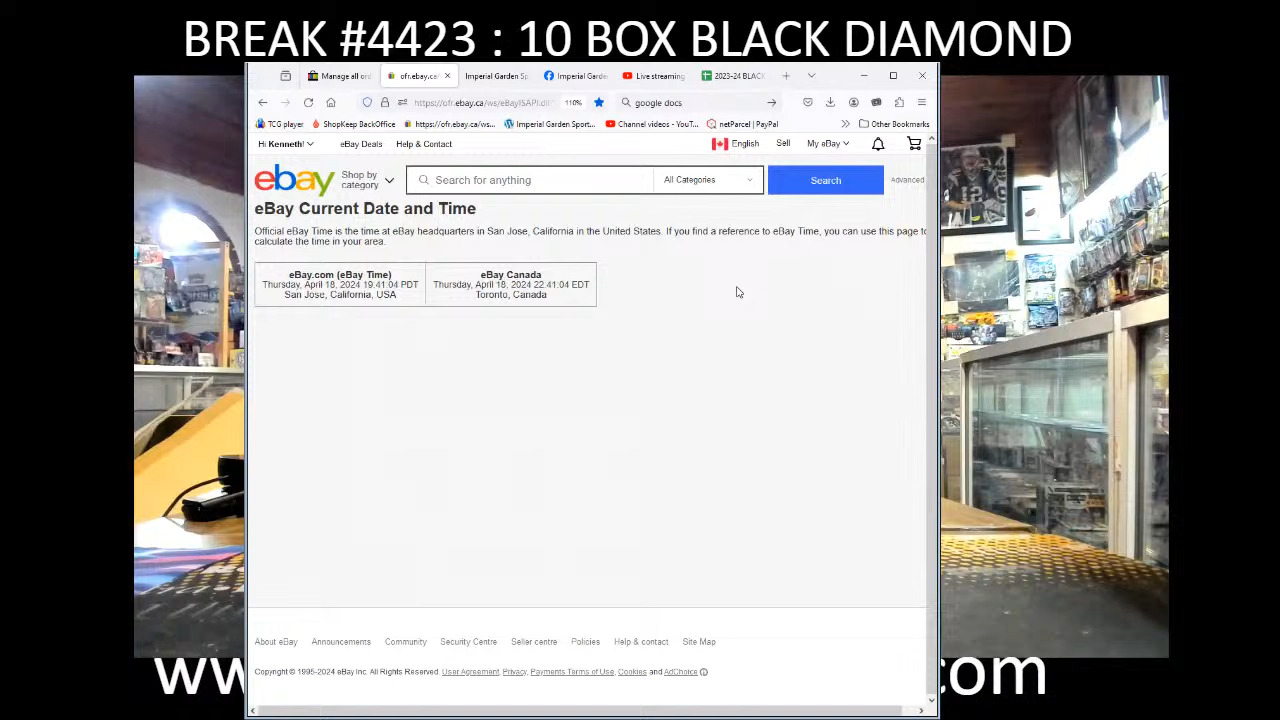 BREAK #4423 : 10 BOX BLACK DIAMOND
Manage all ord
ofr.ebay.ca/
Imperial Garden Sp
Imperial Garde
Live streaming
2023-24 BLACK
https://ofr.ebay.ca/ws/eBayISAPI.dll
110%
google docs
TCG player
ShopKeep BackOffice
https://ofr.ebay.ca/ws...
Imperial Garden Sport...
Channel videos - YouT...
netParcel | PayPal
Other Bookmarks
Hi Kenneth!
eBay Deals
Help & Contact
English
Sell
My eBay
ebay
Shop by category
Search for anything
All Categories
Search
Advanced
eBay Current Date and Time
Official eBay Time is the time at eBay headquarters in San Jose, California in the United States. If you find a reference to eBay Time, you can use this page to
calculate the time in your area.
eBay.com (eBay Time)
Thursday, April 18, 2024 19:41:04 PDT
San Jose, California, USA
eBay Canada
Thursday, April 18, 2024 22:41:04 EDT
Toronto, Canada
About eBay
Announcements
Community
Security Centre
Seller centre
Policies
Help & contact
Site Map
Copyright © 1995-2024 eBay Inc. All Rights Reserved. User Agreement, Privacy, Payments Terms of Use, Cookies and AdChoice
ww
com